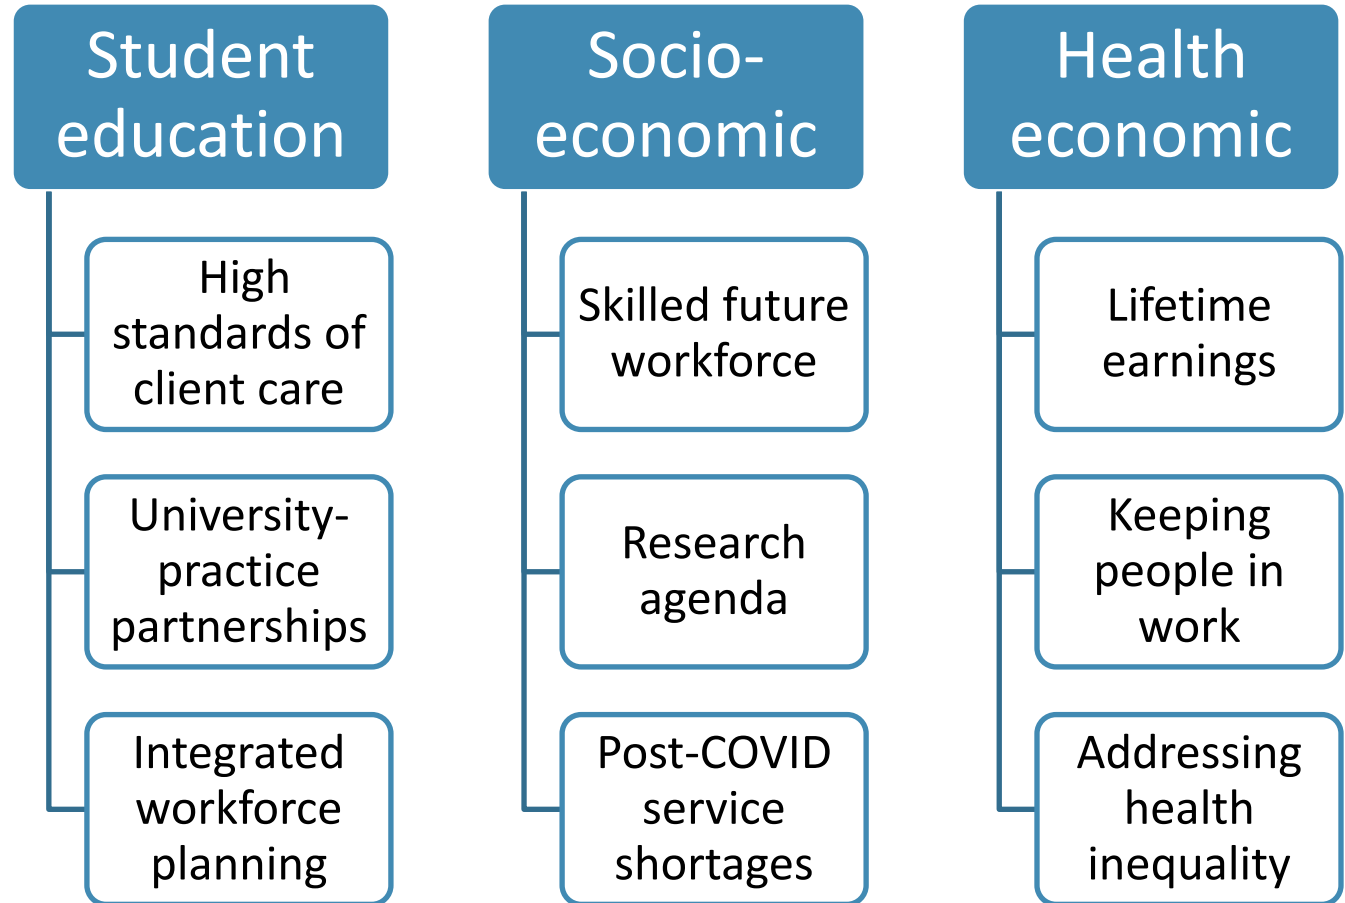 Student
education
High
standards of
client care
University-
practice
partnerships
Integrated
workforce
planning
Socio-
economic
Skilled future
workforce
Research
agenda
Post-COVID
service
shortages
Health
economic
Lifetime
earnings
Keeping
people in
work
Addressing
health
inequality